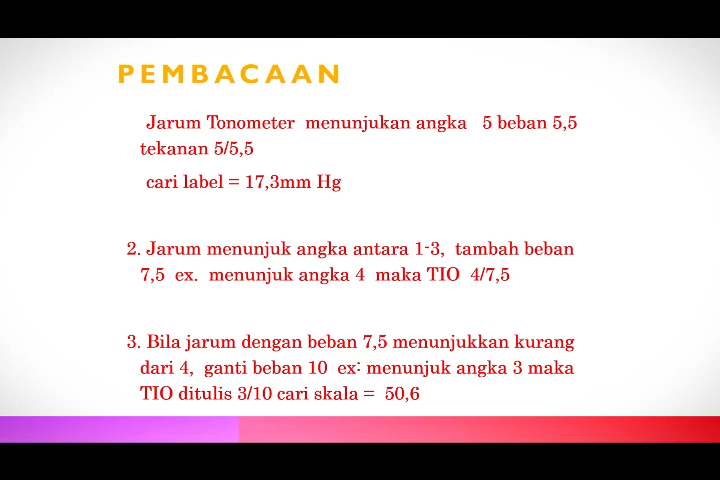 PEMBACAAN
Jarum Tonometer menunjukan angka 5 beban 5,5
tekanan 5/5,5
cari label = 17,3mm Hg
2. Jarum menunjuk angka antara 1-3, tambah beban
7,5 ex. menunjuk angka 4 maka TIO 4/7,5
3. Bila jarum dengan beban 7,5 menunjukkan kurang
dari 4, ganti beban 10 ex: menunjuk angka 3 maka
TIO ditulis 3/10 cari skala = 50,6